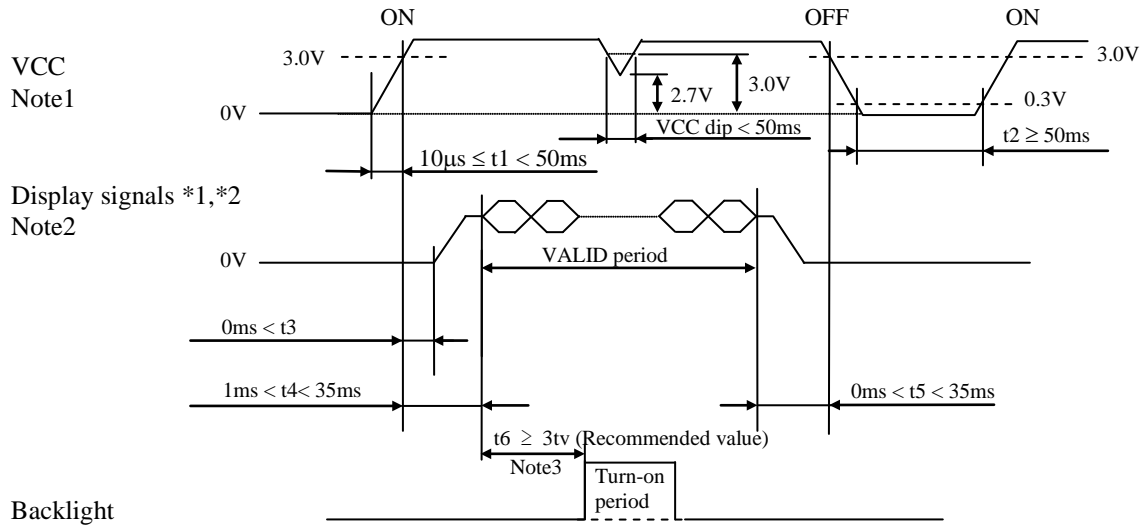 ON
OFF
ON
VCC
Note1
3.0V
3.0V
3.0V
2.7V
0V
0.3V
VCC dip < 50ms
t2 ≥ 50ms
10µs ≤ t1 < 50ms
Display signals *1,*2
Note2
0V
VALID period
0ms < t3
1ms < t4< 35ms
0ms < t5 < 35ms
t6 ≥ 3tv (Recommended value)
Note3
Turn-on
period
Backlight